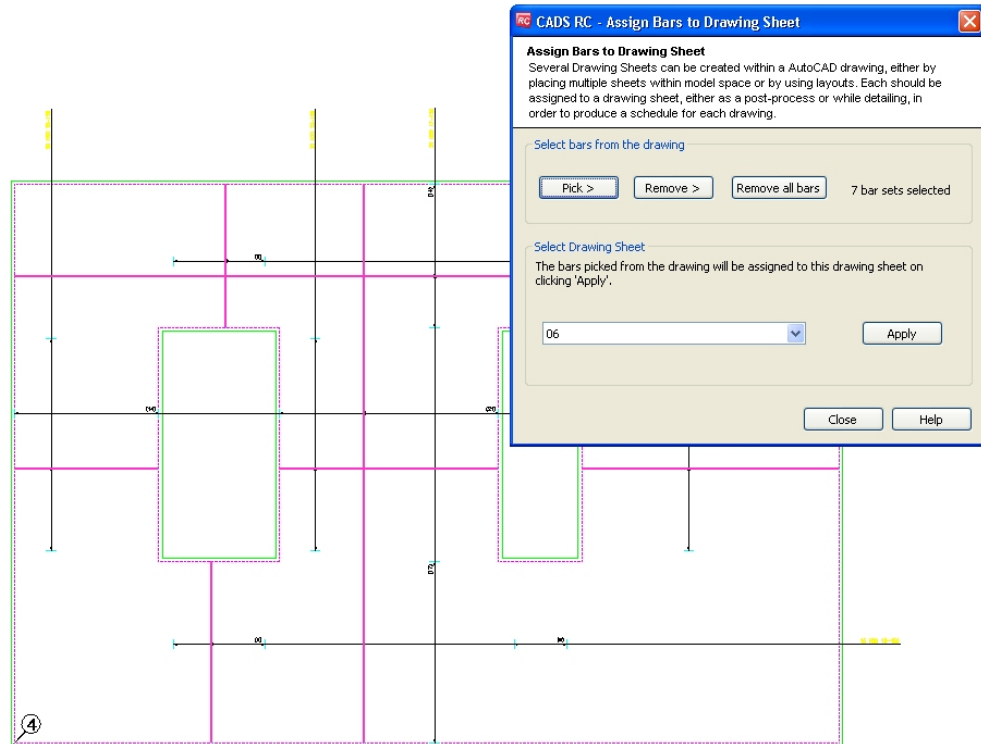 RC CADS RC - Assign Bars to Drawing Sheet
Assign Bars to Drawing Sheet
Several Drawing Sheets can be created within a AutoCAD drawing, either by
placing multiple sheets within model space or by using layouts. Each should be
assigned to a drawing sheet, either as a post-process or while detailing, in
order to produce a schedule for each drawing.
Select bars from the drawing
Pick > Remove > Remove all bars 7 bar sets selected
Select Drawing Sheet
The bars picked from the drawing will be assigned to this drawing sheet on
clicking 'Apply'.
06 Apply
Close Help
4